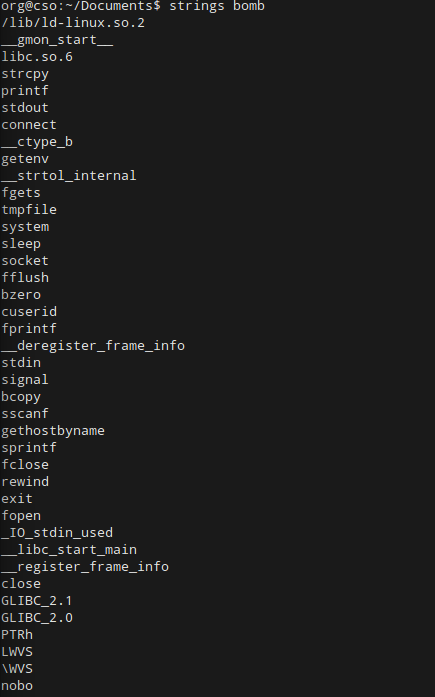 org@cso:~/Documents$ strings bomb
/lib/ld-linux.so.2
__gmon_start__
libc.so.6
strcpy
printf
stdout
connect
__ctype_b
getenv
__strtol_internal
fgets
tmpfile
system
sleep
socket
fflush
bzero
cuserid
fprintf
__deregister_frame_info
stdin
signal
bcopy
sscanf
gethostbyname
sprintf
fclose
rewind
exit
fopen
_IO_stdin_used
__libc_start_main
__register_frame_info
close
GLIBC_2.1
GLIBC_2.0
PTRh
LWVS
\WVS
nobo